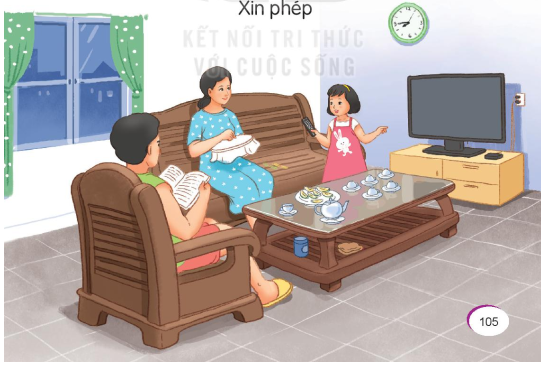 Xin phép
KẾT NỐI TRI THỨC
VỚI CUỘC SỐNG
105